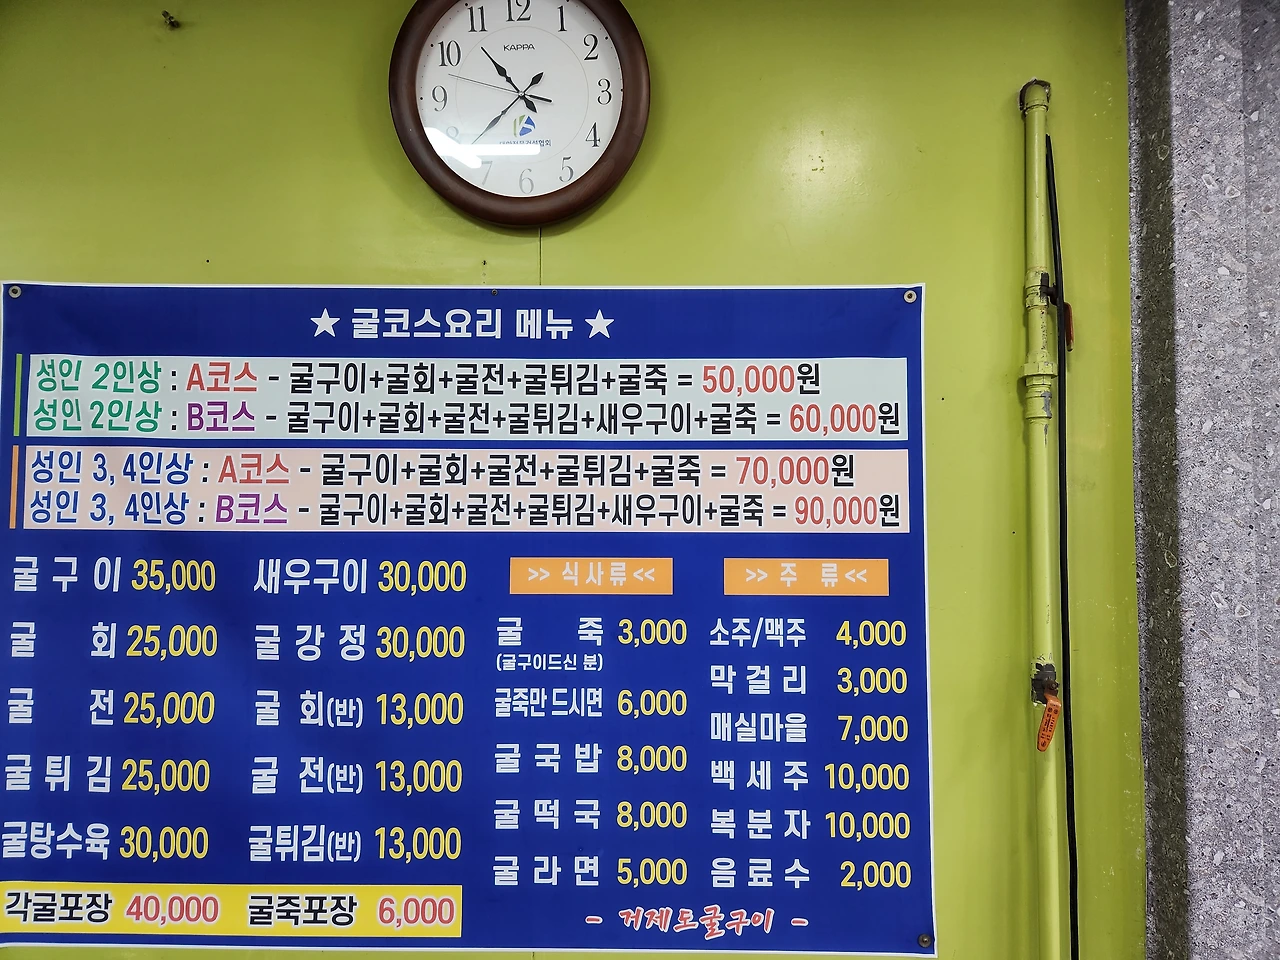 11 12 1
10 2
9 3
8 4
7 6 5
KAPPA
★ 굴코스요리 메뉴 ★
성인 2인상 : A코스 - 굴구이+굴회+굴전+굴튀김+굴죽 = 50,000원
성인 2인상 : B코스 - 굴구이+굴회+굴전+굴튀김+새우구이+굴죽 = 60,000원
성인 3, 4인상 : A코스 - 굴구이+굴회+굴전+굴튀김+굴죽 = 70,000원
성인 3, 4인상 : B코스 - 굴구이+굴회+굴전+굴튀김+새우구이+굴죽 = 90,000원
굴구이 35,000
굴회 25,000
굴전 25,000
굴튀김 25,000
굴탕수육 30,000
새우구이 30,000
굴강정 30,000
굴회(반) 13,000
굴전(반) 13,000
굴튀김(반) 13,000
각굴포장 40,000 굴죽포장 6,000
>> 식사류 <<
굴죽 3,000
(굴구이드신 분)
굴죽만 드시면 6,000
굴국밥 8,000
굴떡국 8,000
굴라면 5,000
>> 주류 <<
소주/맥주 4,000
막걸리 3,000
매실마을 7,000
백세주 10,000
복분자 10,000
음료수 2,000
- 거제도굴구이 -